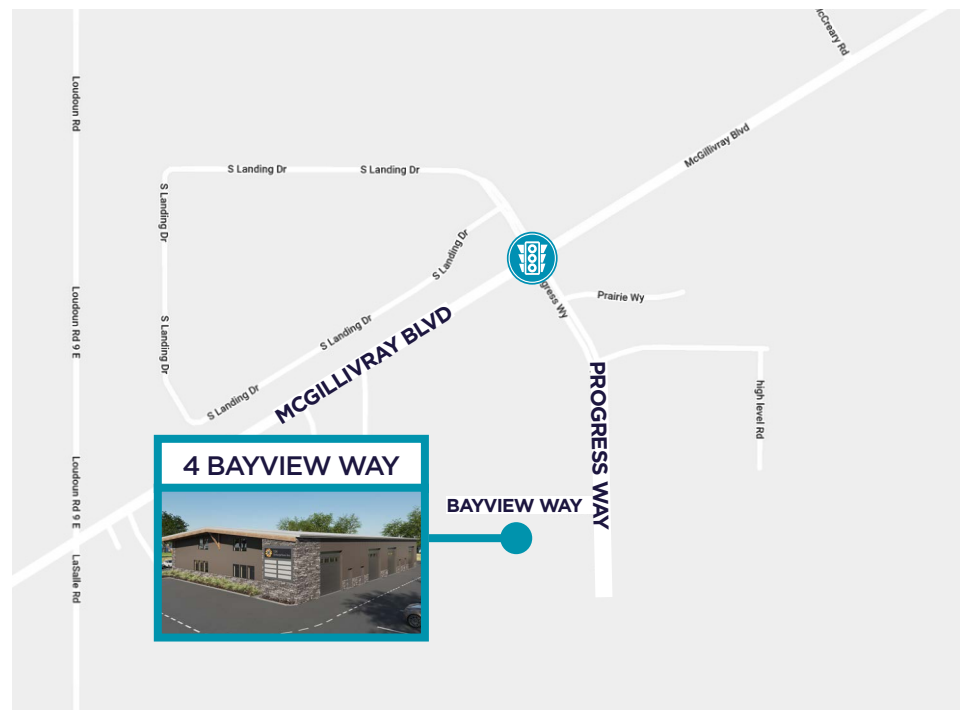 cCreary Rd
Loudoun Rd
McGillivray Blvd
S Landing Dr
S Landing Dr
S Landing Dr
S Landing Dr
Prairie Wy
gress Wy
Loudoun Rd 9 E
S Landing Dr
S Landing Dr
MCGILLIVRAY BLVD
S Landing Dr
PROGRESS WAY
high level Rd
4 BAYVIEW WAY
Loudoun Rd 9 E
BAYVIEW WAY
LaSalle Rd